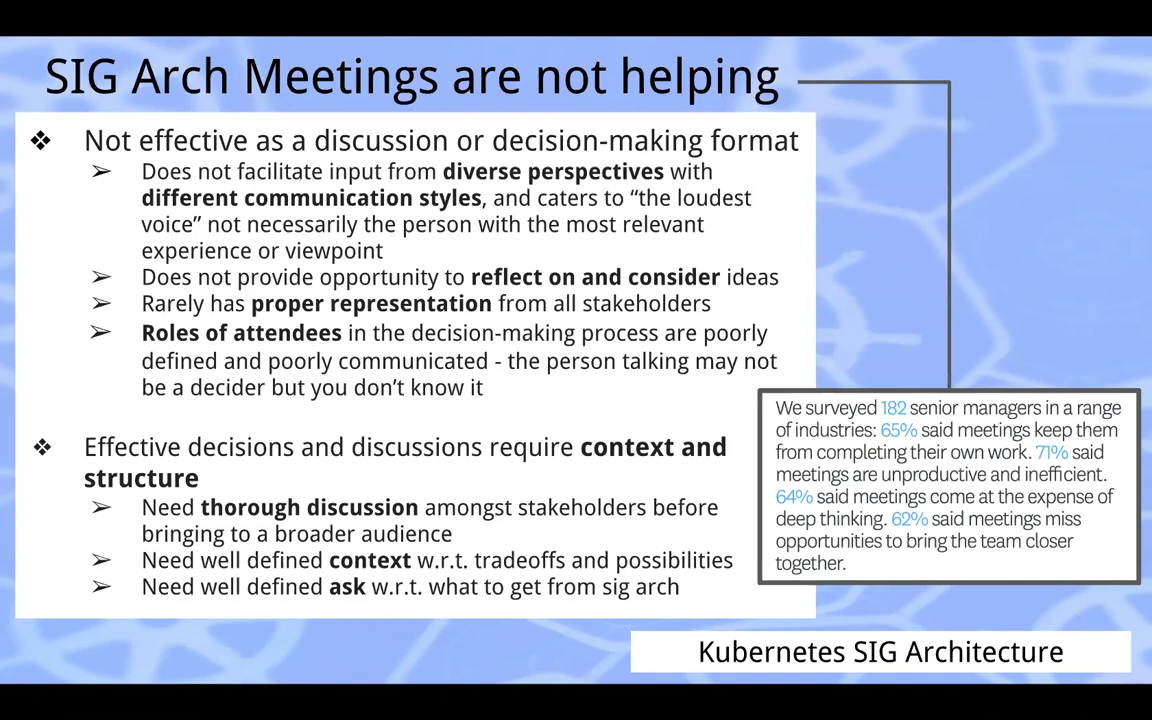 SIG Arch Meetings are not helping
❖ Not effective as a discussion or decision-making format
➢ Does not facilitate input from diverse perspectives with
different communication styles, and caters to “the loudest
voice” not necessarily the person with the most relevant
experience or viewpoint
➢ Does not provide opportunity to reflect on and consider ideas
➢ Rarely has proper representation from all stakeholders
➢ Roles of attendees in the decision-making process are poorly
defined and poorly communicated - the person talking may not
be a decider but you don’t know it
❖ Effective decisions and discussions require context and
structure
➢ Need thorough discussion amongst stakeholders before
bringing to a broader audience
➢ Need well defined context w.r.t. tradeoffs and possibilities
➢ Need well defined ask w.r.t. what to get from sig arch
We surveyed 182 senior managers in a range
of industries: 65% said meetings keep them
from completing their own work. 71% said
meetings are unproductive and inefficient.
64% said meetings come at the expense of
deep thinking. 62% said meetings miss
opportunities to bring the team closer
together.
Kubernetes SIG Architecture